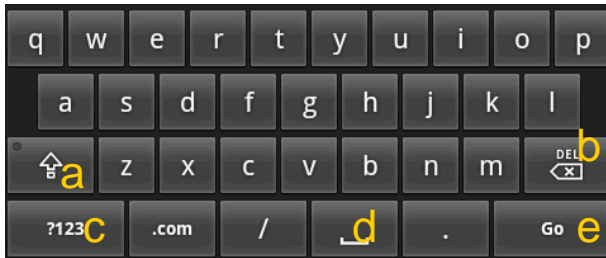 q w e r t y u i o p
a s d f g h j k l
a z x c v b n m DEL b
?123 c .com / d . Go e